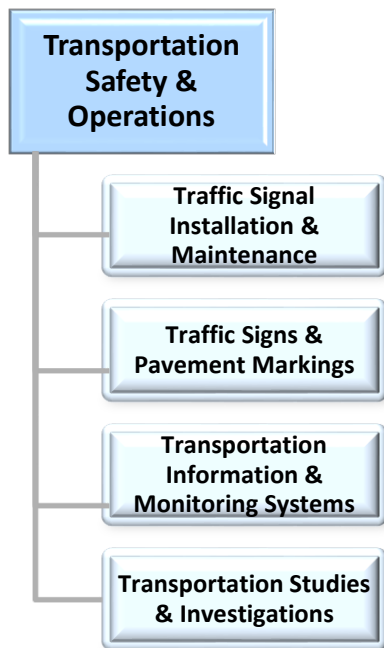 Transportation
Safety &
Operations
Traffic Signal
Installation &
Maintenance
Traffic Signs &
Pavement Markings
Transportation
Information &
Monitoring Systems
Transportation Studies
& Investigations